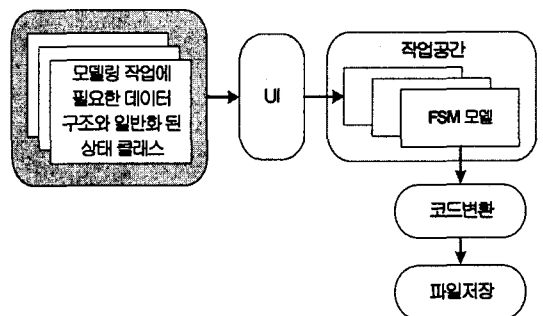 모델링 작업에
필요한 데이터
구조와 일반화 된
상태 클래스
UI
작업공간
FSM 모델
코드변환
파일저장